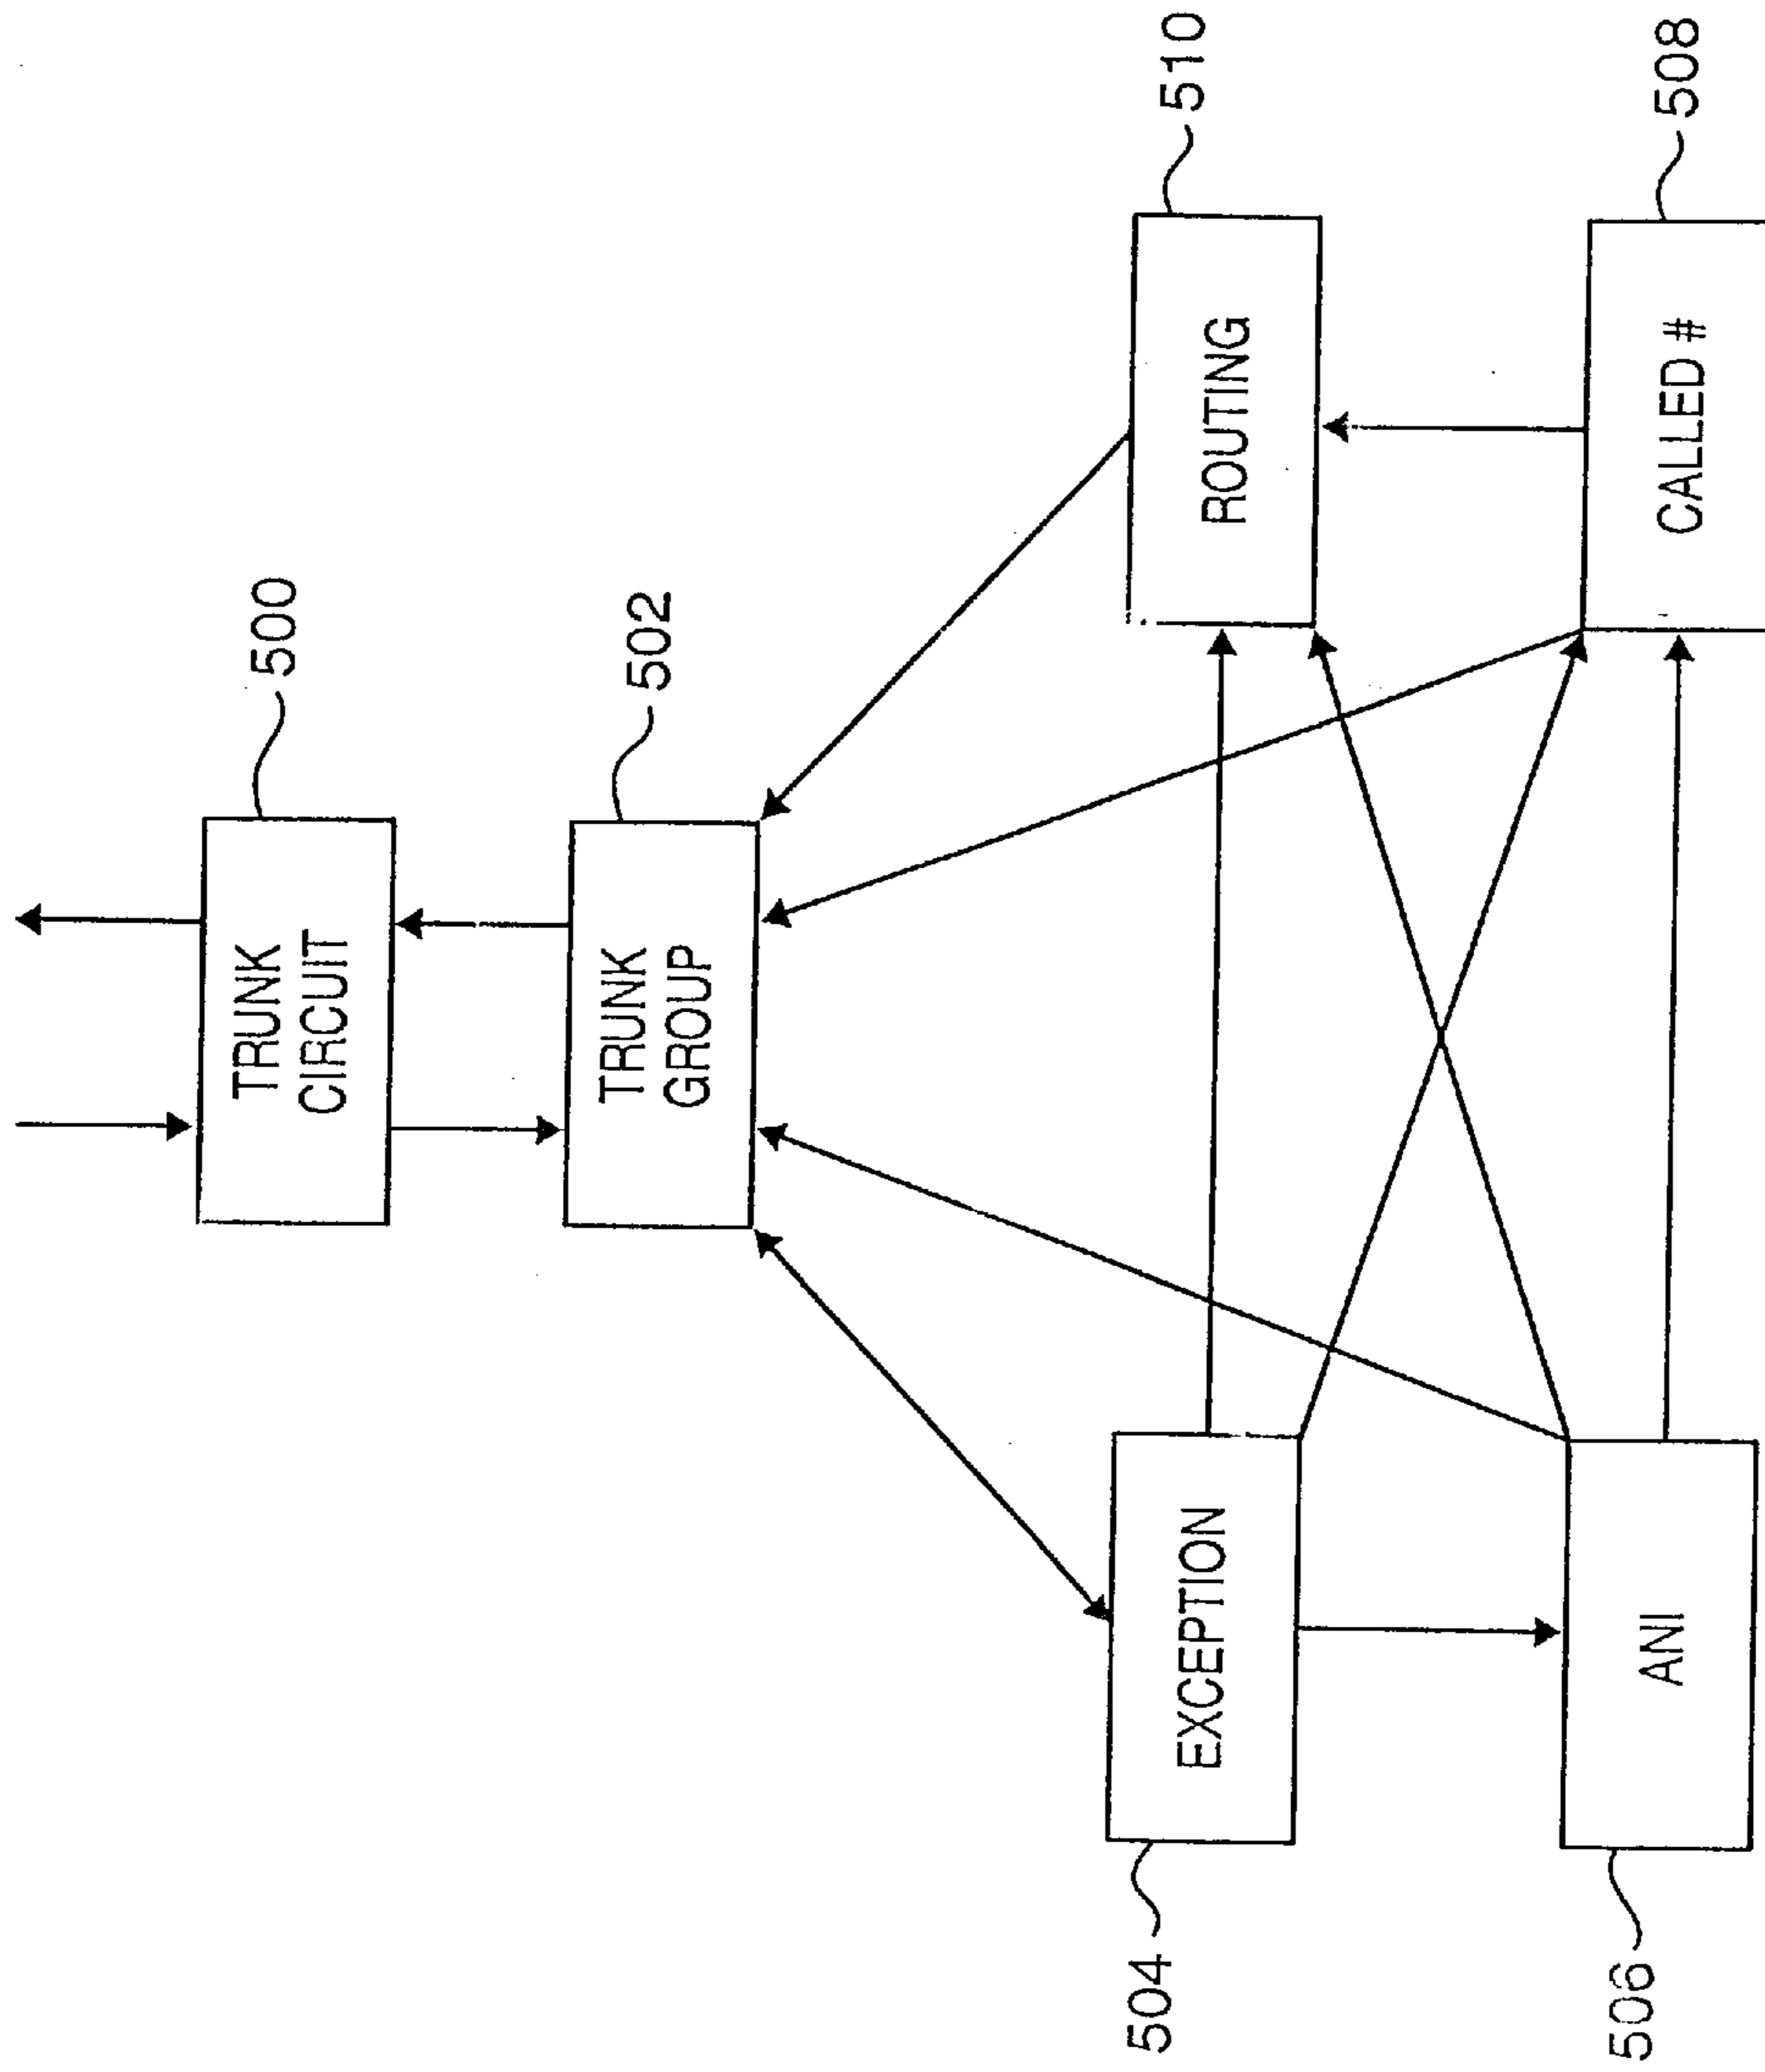 500
TRUNK
CIRCUIT
502
TRUNK
GROUP
504
EXCEPTION
510
ROUTING
506
ANI
508
CALLED #